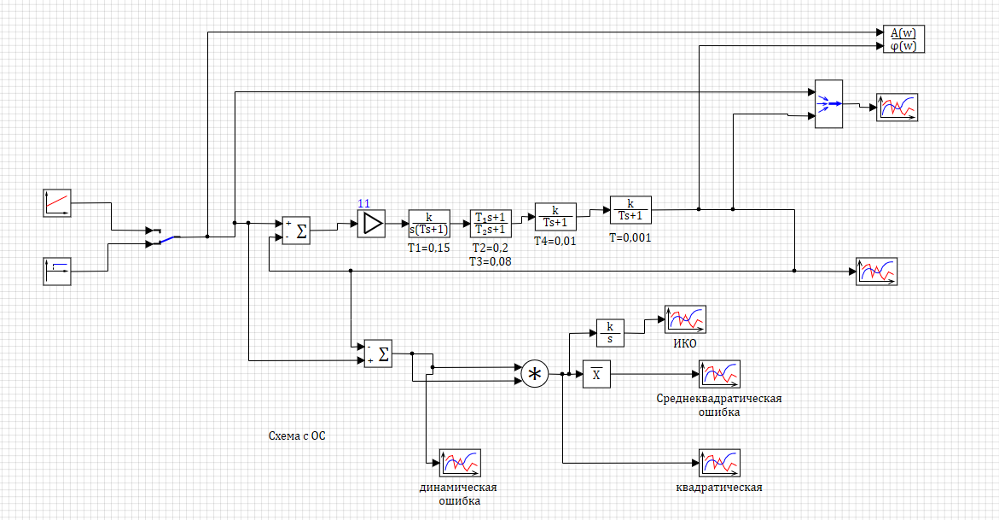 A(w)
φ(w)
11
+
-
Σ
k
s(Ts+1)
T₁s+1
T₂s+1
k
Ts+1
k
Ts+1
T1=0,15
T2=0,2
T3=0,08
T4=0,01
T=0,001
-
+
Σ
*
k
s
ИКО
X
Среднеквадратическая
ошибка
Схема с ОС
динамическая
ошибка
квадратическая